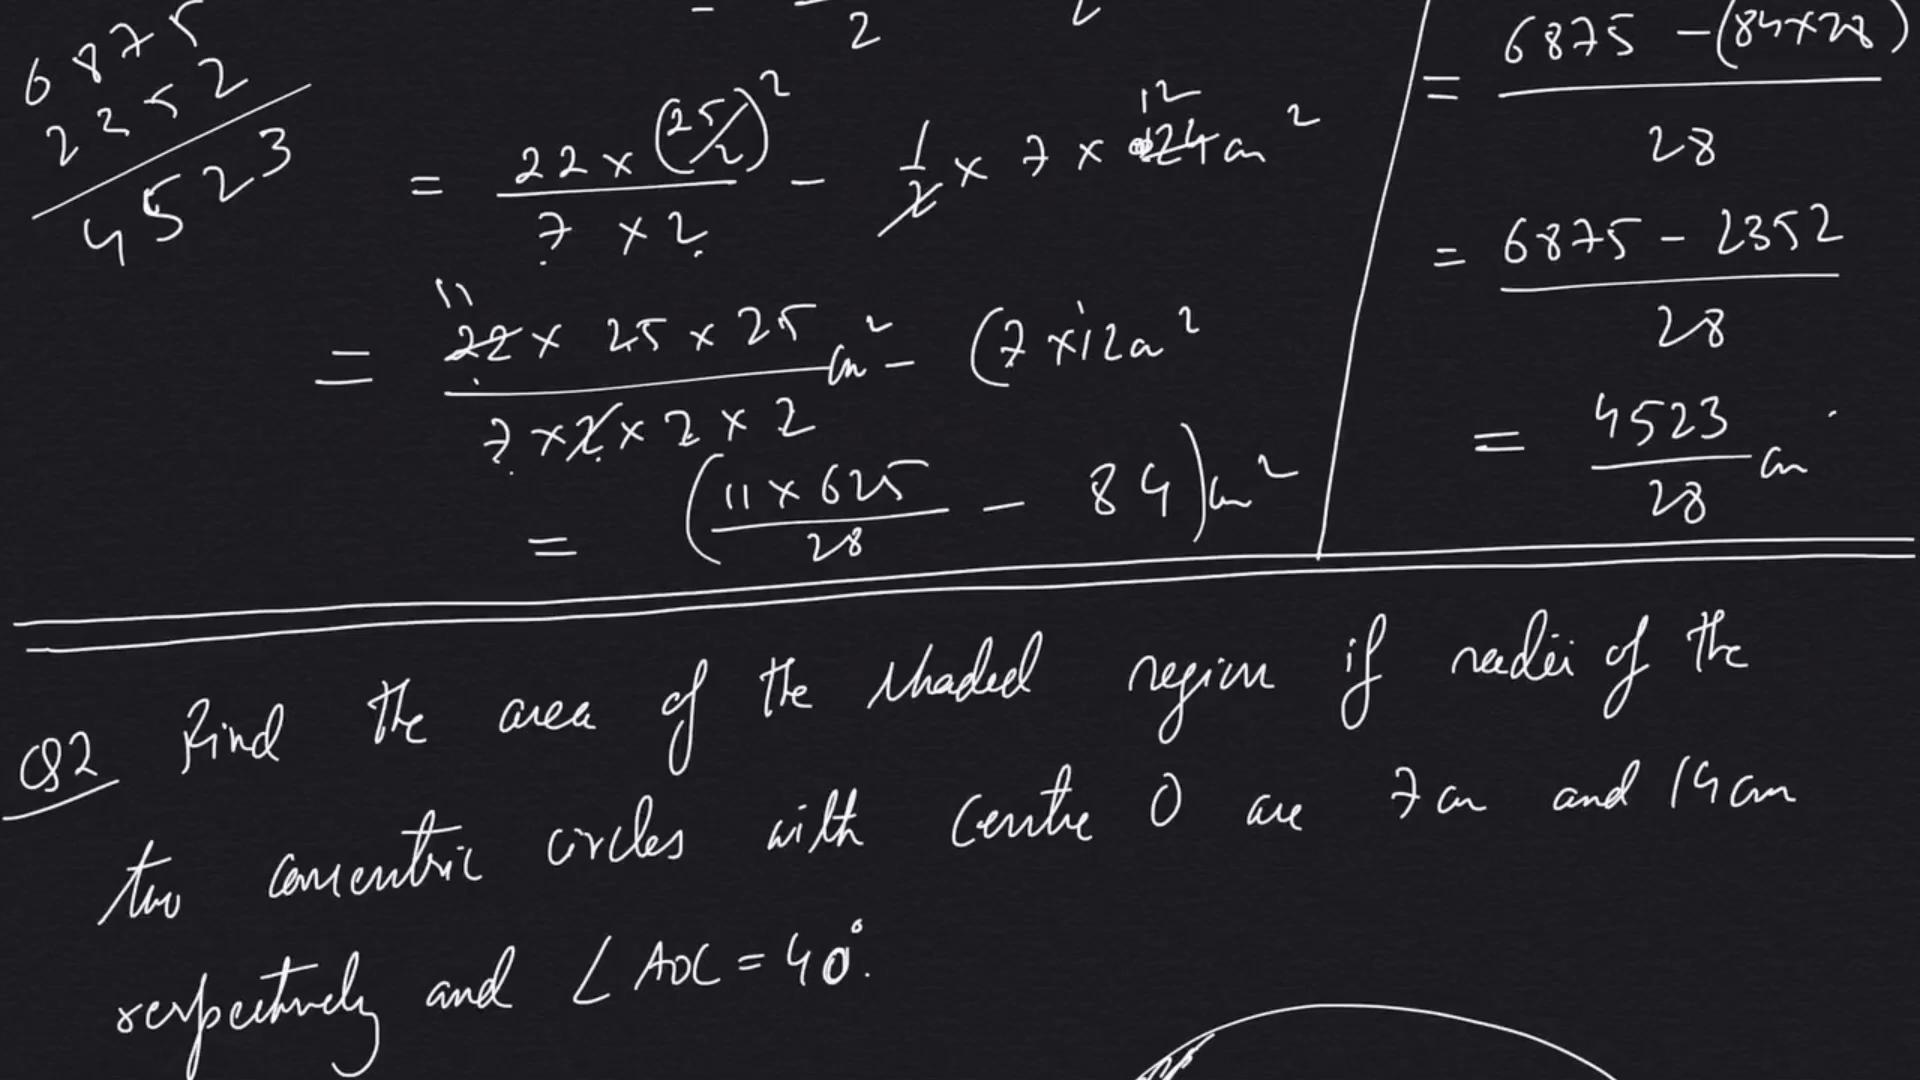 6875
2252
4523
= 22 × (25/2)² / 7 × 2 - 1/2 × 7 × 24 cm²
12
11
= 22 × 25 × 25 / 7 × 2 × 2 × 2 cm² - (7 × 12 cm²
= (11 × 625 / 28 - 84) cm²
= 6875 - (84×28) / 28
= 6875 - 2352 / 28
= 4523 / 28 cm
Q2 Find the area of the shaded region if radii of the
two concentric circles with centre O are 7 cm and 14 cm
respectively and ∠AOC = 40°.